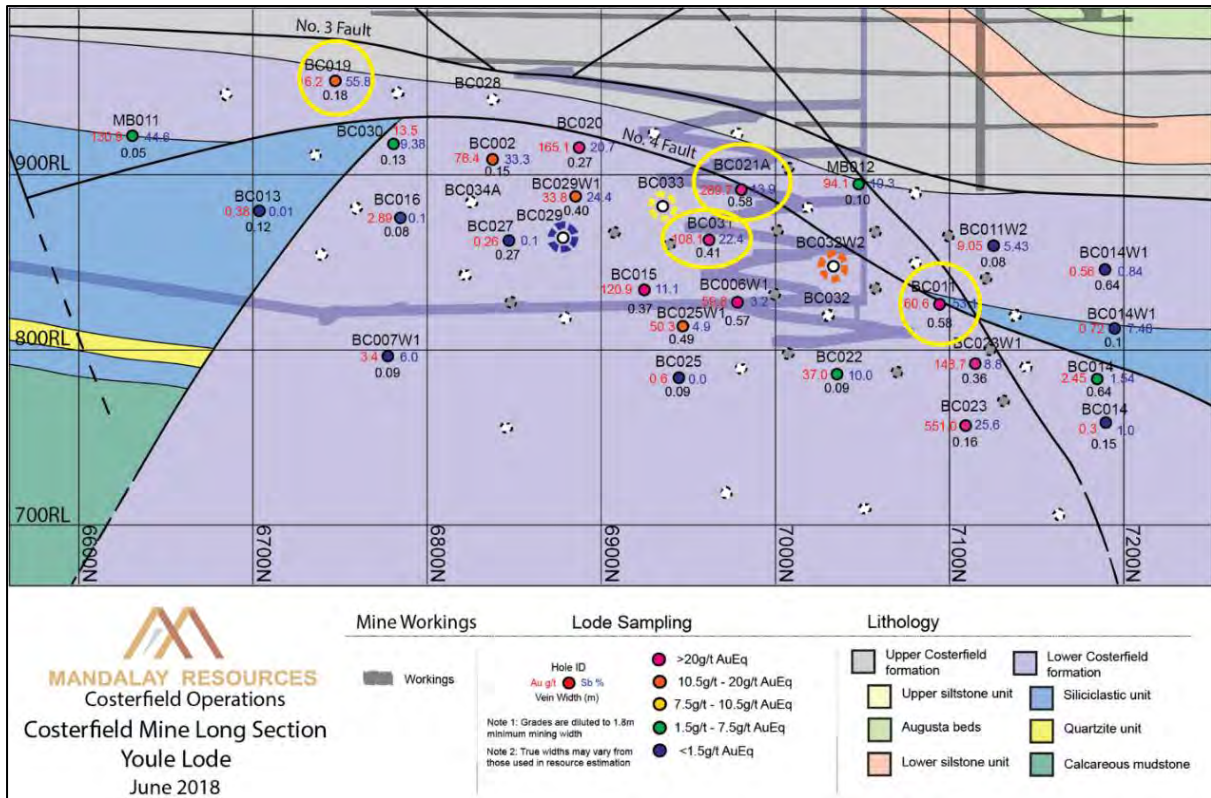 No. 3 Fault
BC019
6.2 55.8
0.18
BC028
MB011
130.8 44.6
0.05
BC030 13.5
9.38
0.13
BC002
78.4 33.3
0.15
BC020
165.1 20.7
0.27
No. 4 Fault
BC021A
289.7 13.9
0.58
MB012
94.1 10.3
0.10
900RL
BC013
0.38 0.01
0.12
BC016
2.89 0.1
0.08
BC034A
BC029W1
33.8 24.4
0.40
BC033
BC027
0.26 0.1
0.27
BC029
BC031
108.1 22.4
0.41
BC032W2
BC011W2
9.05 5.43
0.08
BC014W1
0.56 0.84
0.64
BC015
120.9 11.1
0.37
BC006W1
59.8 3.2
0.57
BC032
BC011
60.6
0.58
BC025W1
50.3 4.9
0.49
BC014W1
0.72 7.48
0.1
800RL
BC007W1
3.4 6.0
0.09
BC025
0.6 0.0
0.09
BC022
37.0 10.0
0.09
BC023W1
148.7 8.8
0.36
BC014
2.45 1.54
0.64
BC023
551.0 25.6
0.16
BC014
0.3 1.0
0.15
700RL
6600N
6700N
6800N
6900N
7000N
7100N
7200N
MANDALAY RESOURCES
Costerfield Operations
Costerfield Mine Long Section
Youle Lode
June 2018
Mine Workings
Workings
Lode Sampling
Hole ID
Au g/t Sb %
Vein Width (m)
Note 1: Grades are diluted to 1.8m
minimum mining width
Note 2: True widths may vary from
those used in resource estimation
>20g/t AuEq
10.5g/t - 20g/t AuEq
7.5g/t - 10.5g/t AuEq
1.5g/t - 7.5g/t AuEq
<1.5g/t AuEq
Lithology
Upper Costerfield
formation
Lower Costerfield
formation
Upper siltstone unit
Siliciclastic unit
Augusta beds
Quartzite unit
Lower silstone unit
Calcareous mudstone